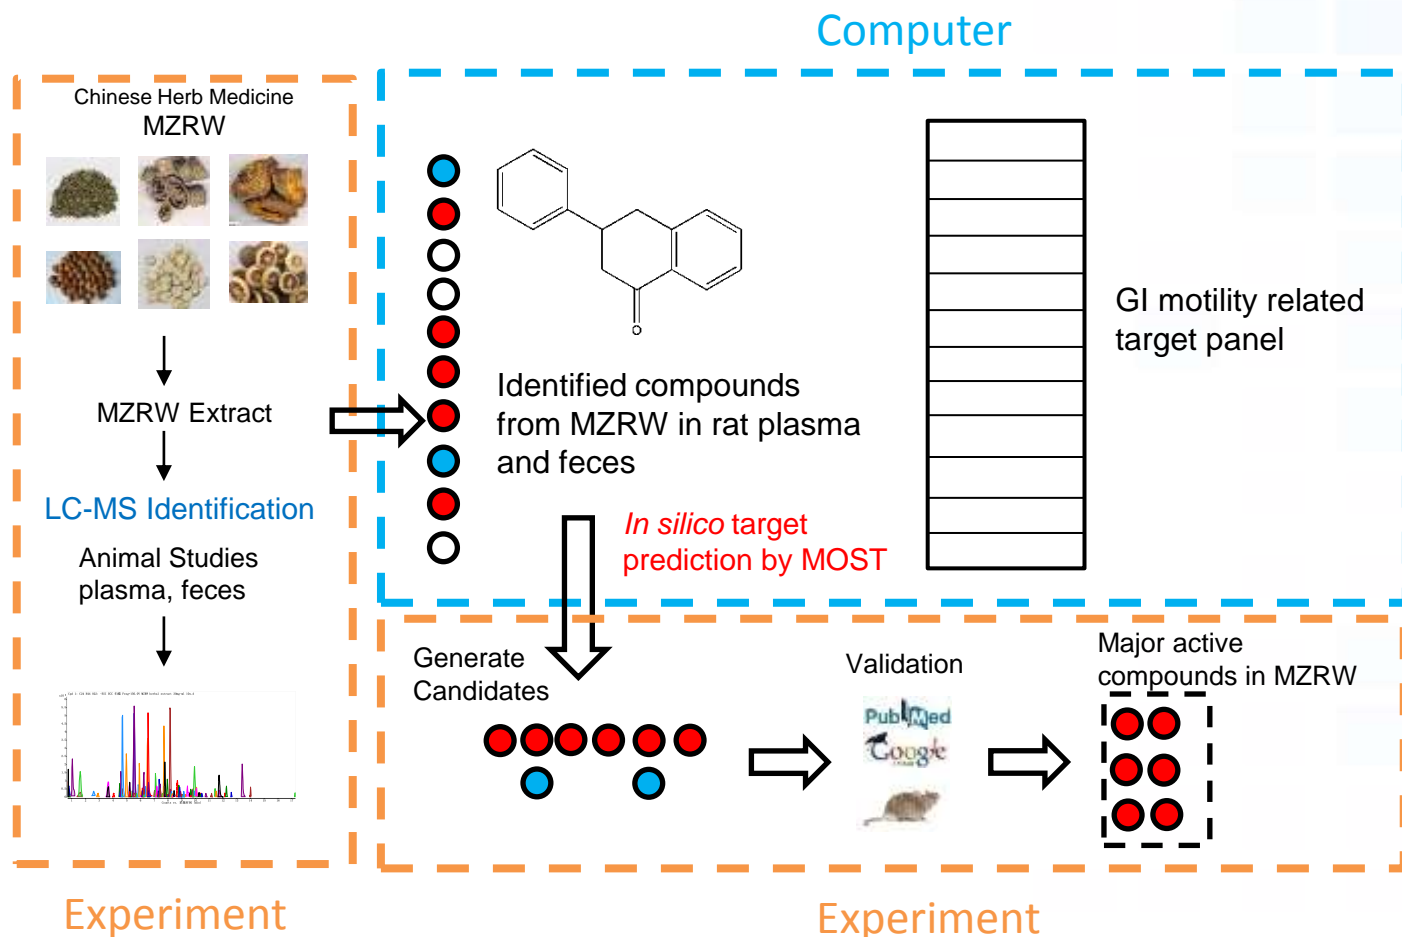 Computer
Chinese Herb Medicine
MZRW
MZRW Extract
LC-MS Identification
Animal Studies
plasma, feces
Experiment
O
Identified compounds
from MZRW in rat plasma
and feces
GI motility related
target panel
In silico target
prediction by MOST
Generate
Candidates
Validation
PubMed
Google
Major active
compounds in MZRW
Experiment